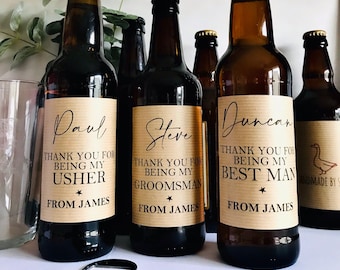 Paul
THANK YOU FOR
BEING MY
USHER
FROM JAMES
Steve
THANK YOU FOR
BEING MY
GROOMSMAN
FROM JAMES
Duncan
THANK YOU FOR
BEING MY
BEST MAN
FROM JAMES
MADE BY